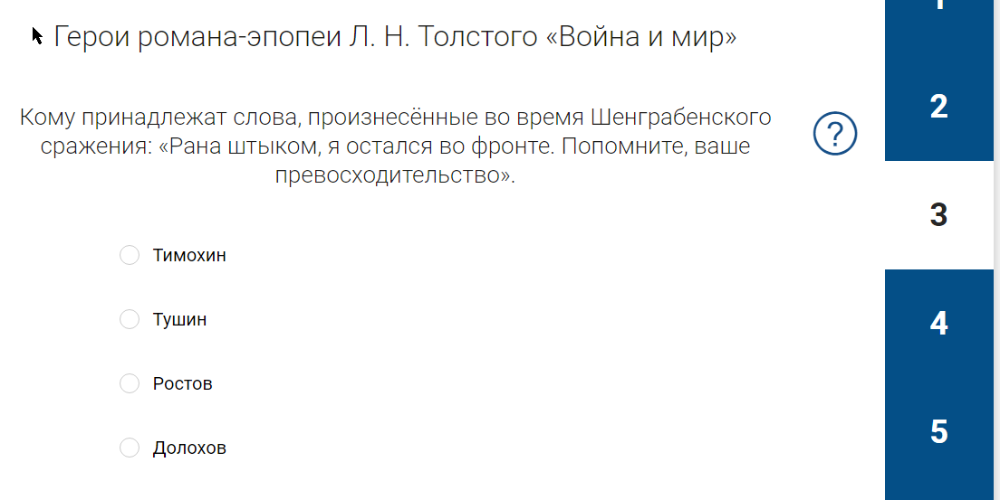 Герои романа-эпопеи Л. Н. Толстого «Война и мир»
Кому принадлежат слова, произнесённые во время Шенграбенского
сражения: «Рана штыком, я остался во фронте. Попомните, ваше
превосходительство».
?
Тимохин
Тушин
Ростов
Долохов
2
3
4
5